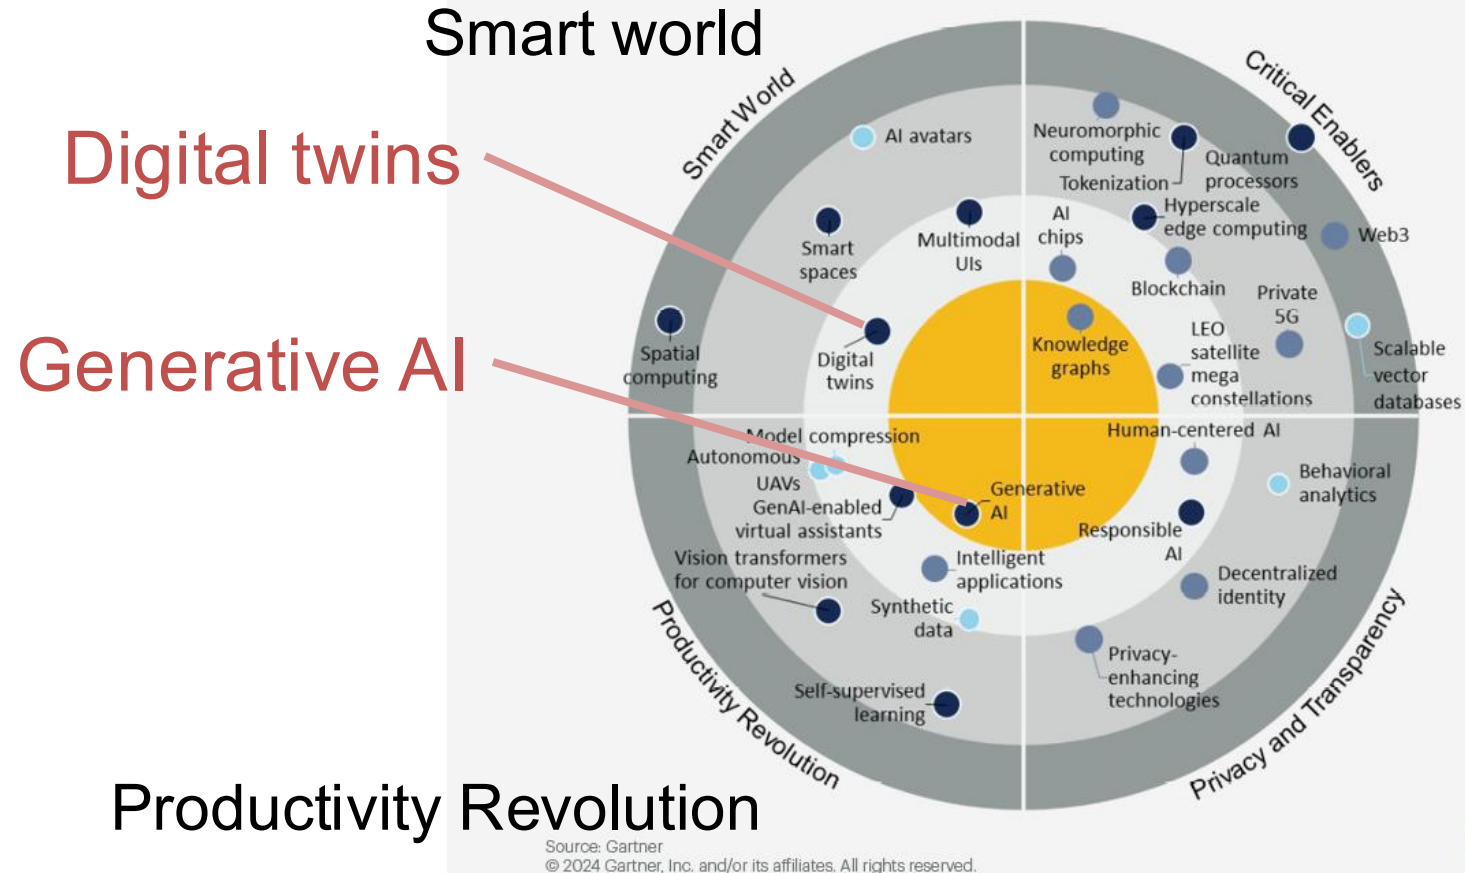 Smart world
Digital twins
Generative AI
Productivity Revolution
Smart World
AI avatars
Smart
spaces
Multimodal
UIs
Spatial
computing
Digital
twins
Critical Enablers
Neuromorphic
computing
Tokenization
Quantum
processors
Hyperscale
edge computing
AI
chips
Web3
Blockchain
Private
5G
Knowledge
graphs
LEO
satellite
mega
constellations
Scalable
vector
databases
Model compression
Autonomous
UAVs
GenAI-enabled
virtual assistants
Generative
AI
Vision transformers
for computer vision
Intelligent
applications
Synthetic
data
Self-supervised
learning
Productivity Revolution
Human-centered AI
Behavioral
analytics
Responsible
AI
Decentralized
identity
Privacy-
enhancing
technologies
Privacy and Transparency
Source: Gartner
© 2024 Gartner, Inc. and/or its affiliates. All rights reserved.